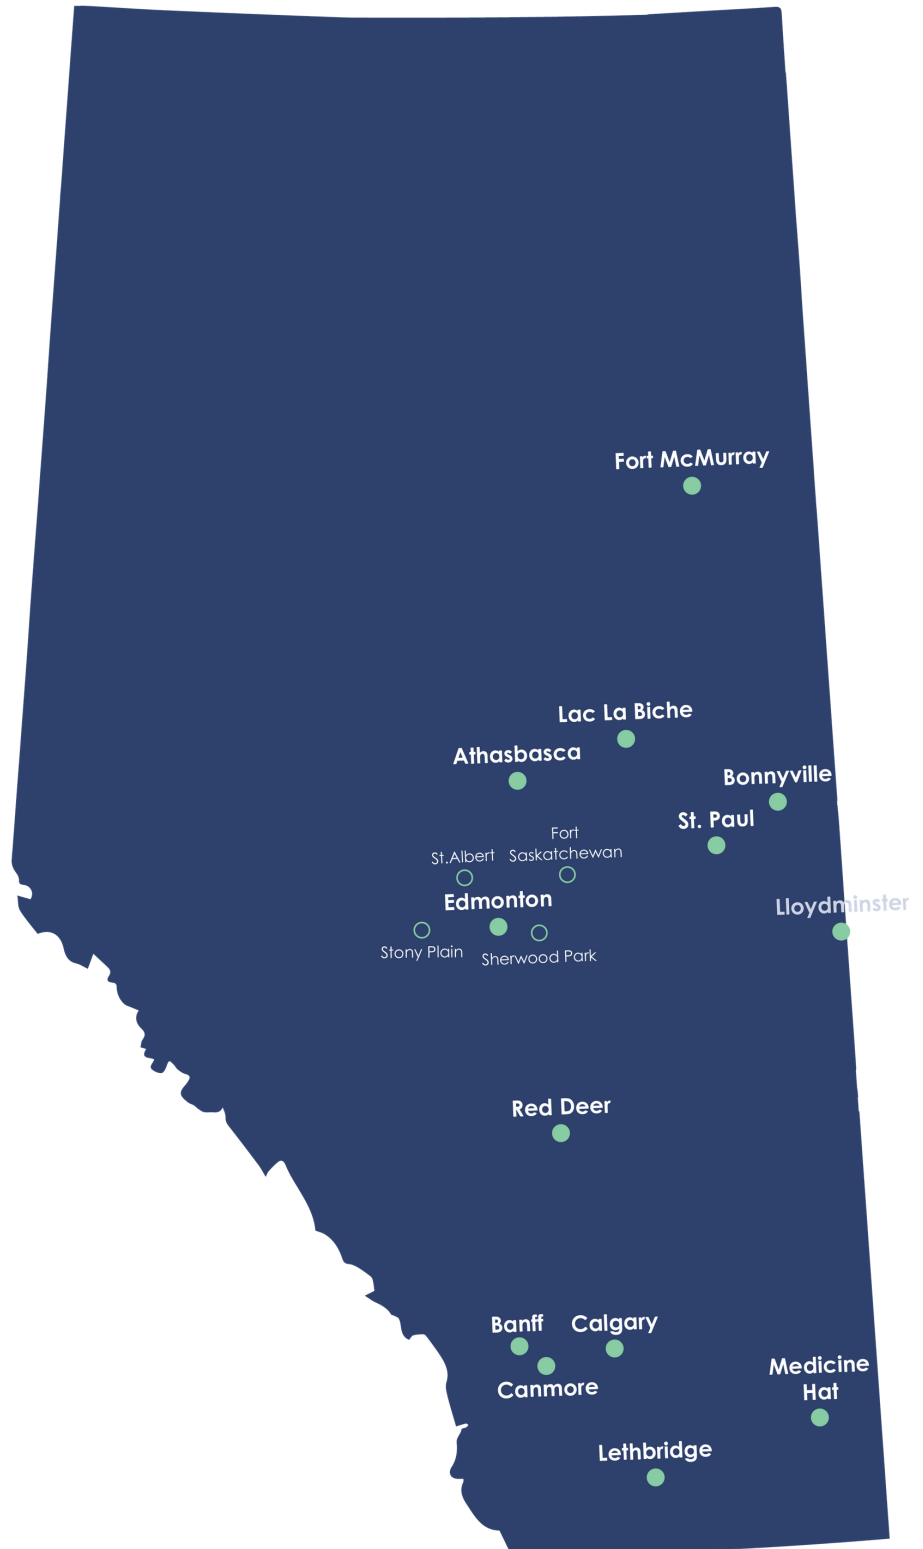 Fort McMurray
Lac La Biche
Athasbasca
Bonnyville
St. Paul
Fort
Saskatchewan
St.Albert
Edmonton
Lloydminster
Stony Plain
Sherwood Park
Red Deer
Banff
Calgary
Canmore
Medicine
Hat
Lethbridge